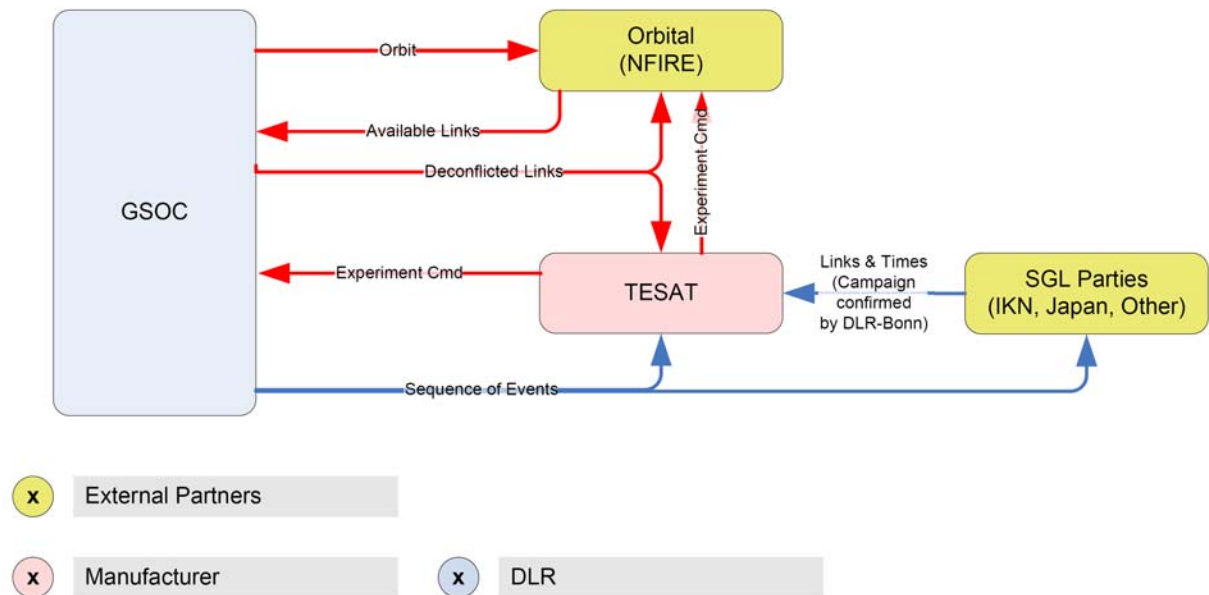 Orbital
(NFIRE)
Orbit
Available Links
Deconflicted Links
Experiment Cmd
GSOC
Experiment Cmd
TESAT
Links & Times
(Campaign
confirmed
by DLR-Bonn)
SGL Parties
(IKN, Japan, Other)
Sequence of Events
x External Partners
x Manufacturer
x DLR